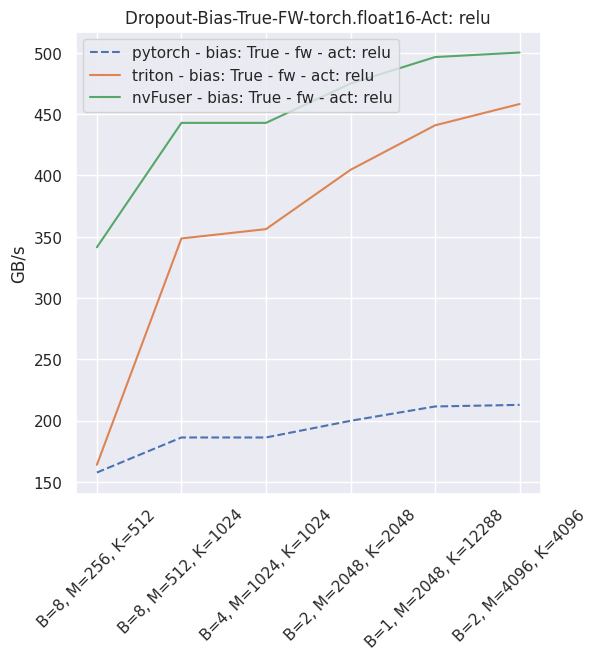 Dropout-Bias-True-FW-torch.float16-Act: relu
pytorch - bias: True - fw - act: relu
triton - bias: True - fw - act: relu
nvFuser - bias: True - fw - act: relu
GB/s
500
450
400
350
300
250
200
150
B=8, M=256, K=512
B=8, M=512, K=1024
B=4, M=1024, K=1024
B=2, M=2048, K=2048
B=1, M=2048, K=12288
B=2, M=4096, K=4096